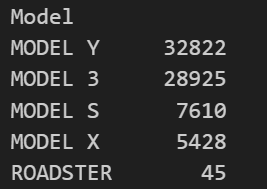 Model
MODEL Y 32822
MODEL 3 28925
MODEL S 7610
MODEL X 5428
ROADSTER 45